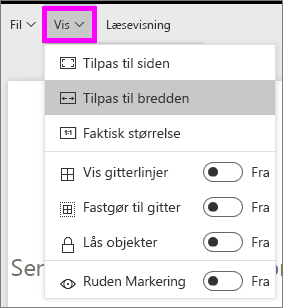 Fil Vis Læsevisning
Tilpas til siden
Tilpas til bredden
Faktisk størrelse
Vis gitterlinjer Fra
Fastgør til gitter Fra
Lås objekter Fra
Ser
Ruden Markering Fra